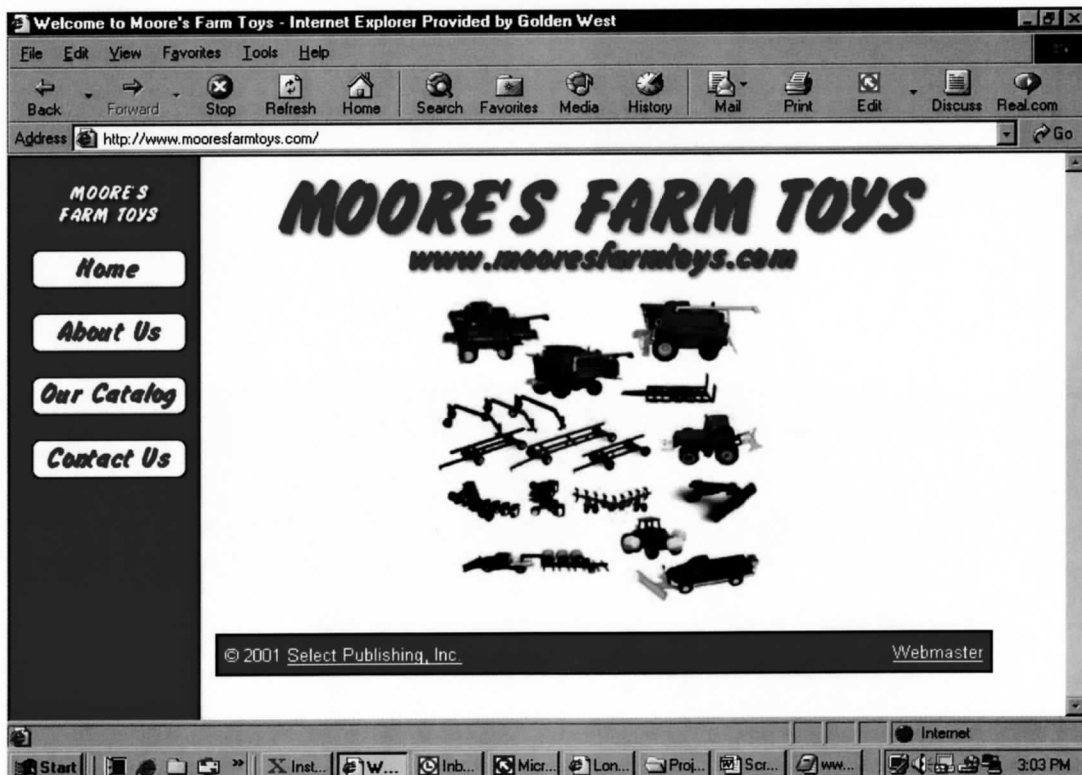 Welcome to Moore's Farm Toys - Internet Explorer Provided by Golden West
File Edit View Favorites Tools Help
Back Forward Stop Refresh Home Search Favorites Media History Mail Print Edit Discuss Real.com
Address http://www.mooresfarmtoys.com/ Go
MOORE'S
FARM TOYS
Home
About Us
Our Catalog
Contact Us
MOORE'S FARM TOYS
www.mooresfarmtoys.com
© 2001 Select Publishing, Inc. Webmaster
Internet
Start » Inst... W... Inb... Micr... Lon... Proj... Scr... ww... 3:03 PM